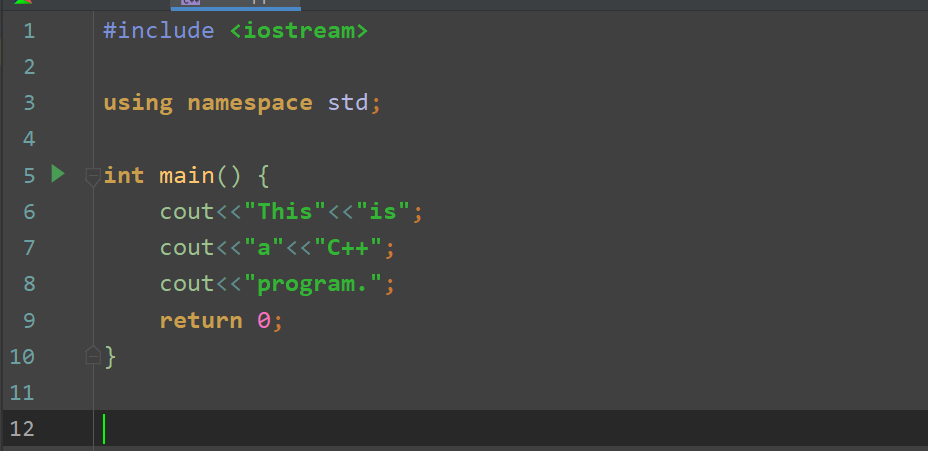 1 #include <iostream>
2
3 using namespace std;
4
5 int main() {
6     cout<<"This"<<"is";
7     cout<<"a"<<"C++";
8     cout<<"program.";
9     return 0;
10 }
11
12